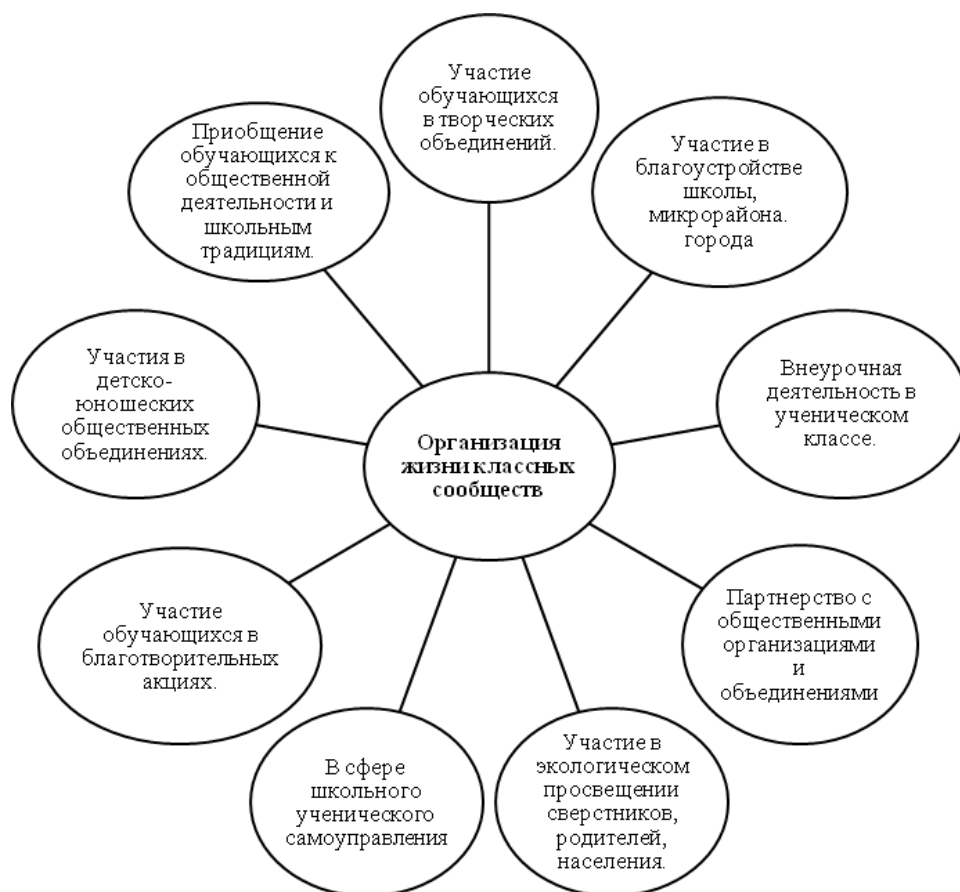 Участие
обучающихся
в творческих
объединений.
Приобщение
обучающихся к
общественной
деятельности и
школьным
традициям.
Участие в
благоустройстве
школы,
микрорайона.
города
Участия в
детско-
юношеских
общественных
объединениях.
Внеурочная
деятельность в
ученическом
классе.
Организация
жизни классных
сообществ
Участие
обучающихся в
благотворительных
акциях.
Партнерство с
общественными
организациями
и
объединениями
В сфере
школьного
ученического
самоуправления
Участие в
экологическом
просвещении
сверстников,
родителей,
населения.